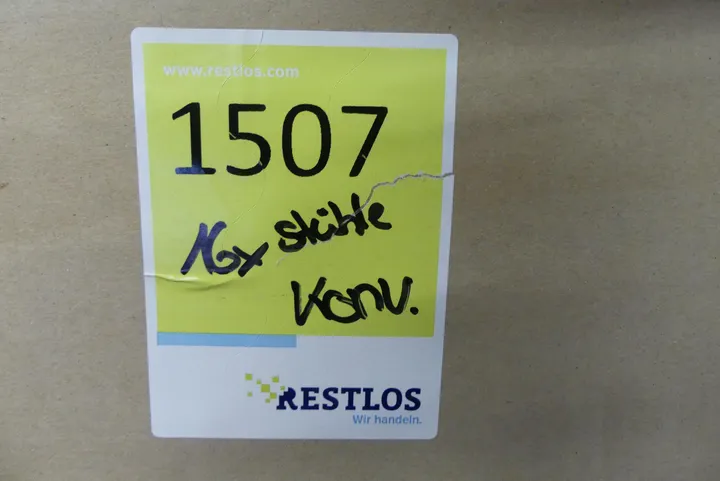 www.restlos.com
1507
16x Stühle
Konv.
RESTLOS
Wir handeln.